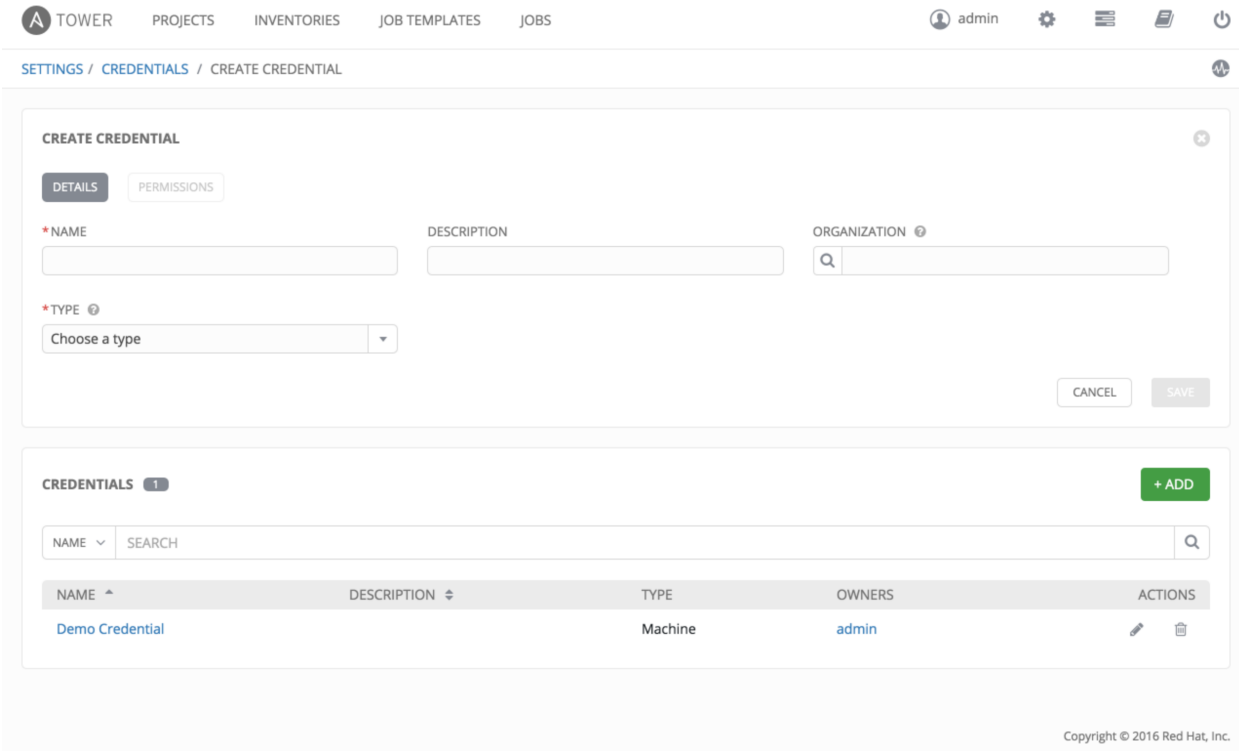 A TOWER PROJECTS INVENTORIES JOB TEMPLATES JOBS admin
SETTINGS / CREDENTIALS / CREATE CREDENTIAL
CREATE CREDENTIAL
DETAILS PERMISSIONS
*NAME DESCRIPTION ORGANIZATION ?
*TYPE ?
Choose a type
CANCEL SAVE
CREDENTIALS 1 + ADD
NAME SEARCH
NAME DESCRIPTION TYPE OWNERS ACTIONS
Demo Credential Machine admin
Copyright © 2016 Red Hat, Inc.